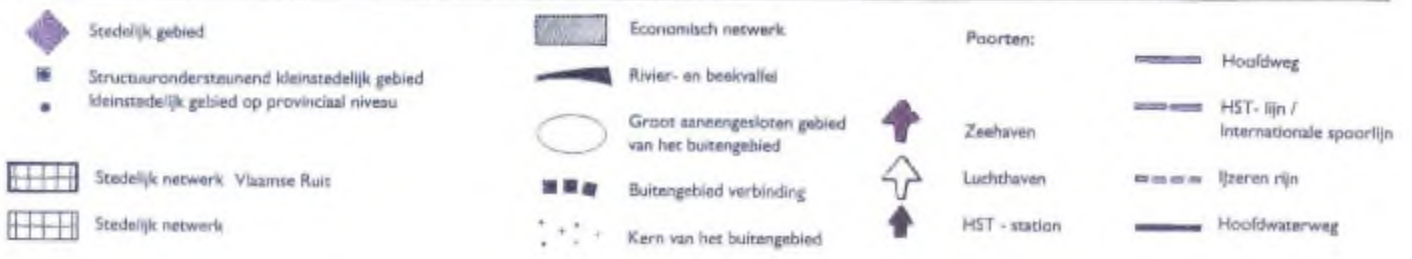 Stedelijk gebied
Structuurondersteunend kleinstedelijk gebied
kleinstedelijk gebied op provinciaal niveau
Stedelijk netwerk Vlaamse Ruit
Stedelijk netwerk
Economisch netwerk
Rivier- en beekvallei
Groot aaneengesloten gebied
van het buitengebied
Buitengebied verbinding
Kern van het buitengebied
Poorten:
Zeehaven
Luchthaven
HST - station
Hoofdweg
HST- lijn /
Internationale spoorlijn
IJzeren rijn
Hoofdwaterweg